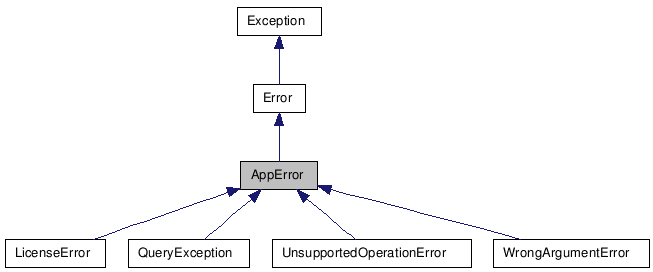 Exception
Error
AppError
LicenseError
QueryException
UnsupportedOperationError
WrongArgumentError